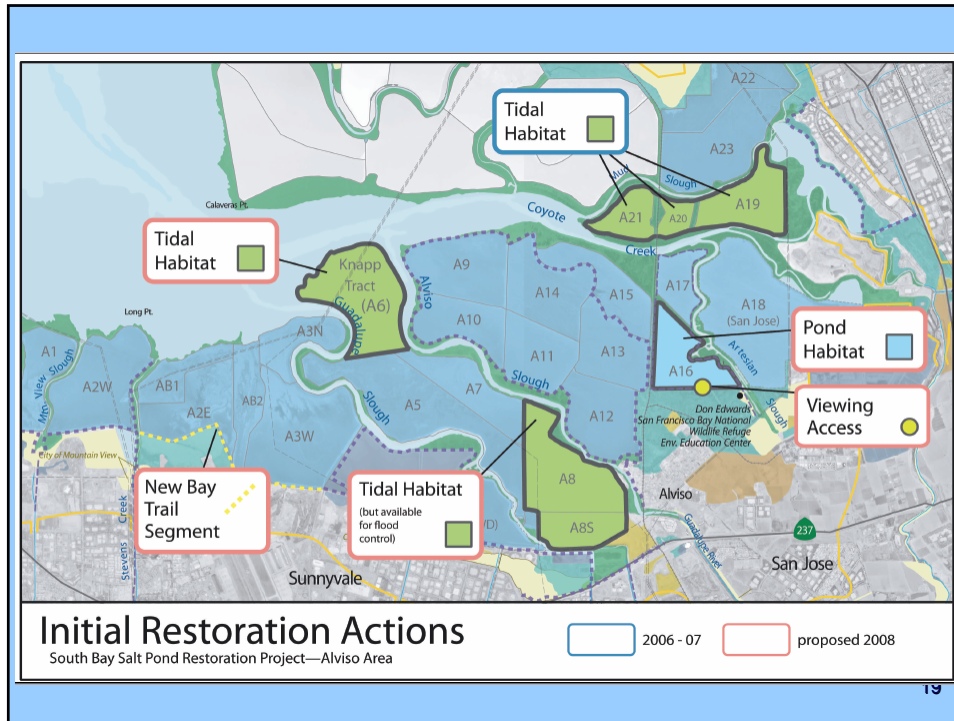 A22
Tidal
Habitat
A23
Mud
Slough
A21
A20
A19
Calaveras Pt.
Coyote
Creek
Tidal
Habitat
Knapp
Tract
(A6)
Guadalupe
Alviso
A9
A14
A15
A17
A18
(San Jose)
Long Pt.
A10
A3N
A11
A13
Pond
Habitat
A1
Mtn View Slough
A2W
AB1
A2E
AB2
A3W
Slough
A5
A7
Slough
A12
A16
Artesian
Slough
Don Edwards
San Francisco Bay National
Wildlife Refuge
Env. Education Center
Viewing
Access
City of Mountain View
New Bay
Trail
Segment
Stevens Creek
Tidal Habitat
(but available
for flood
control)
A8
A8S
Alviso
Guadalupe River
237
San Jose
Sunnyvale
Initial Restoration Actions
South Bay Salt Pond Restoration Project—Alviso Area
2006 - 07
proposed 2008
19